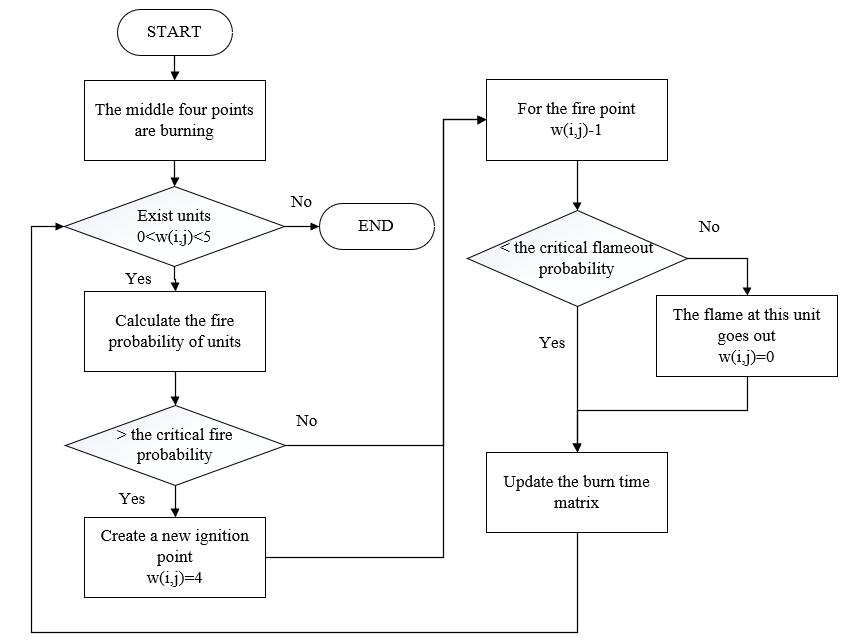 START
The middle four points
are burning
Exist units
0<w(i,j)<5
No
END
Yes
Calculate the fire
probability of units
> the critical fire
probability
No
Yes
Create a new ignition
point
w(i,j)=4
For the fire point
w(i,j)-1
< the critical flameout
probability
No
Yes
The flame at this unit
goes out
w(i,j)=0
Update the burn time
matrix